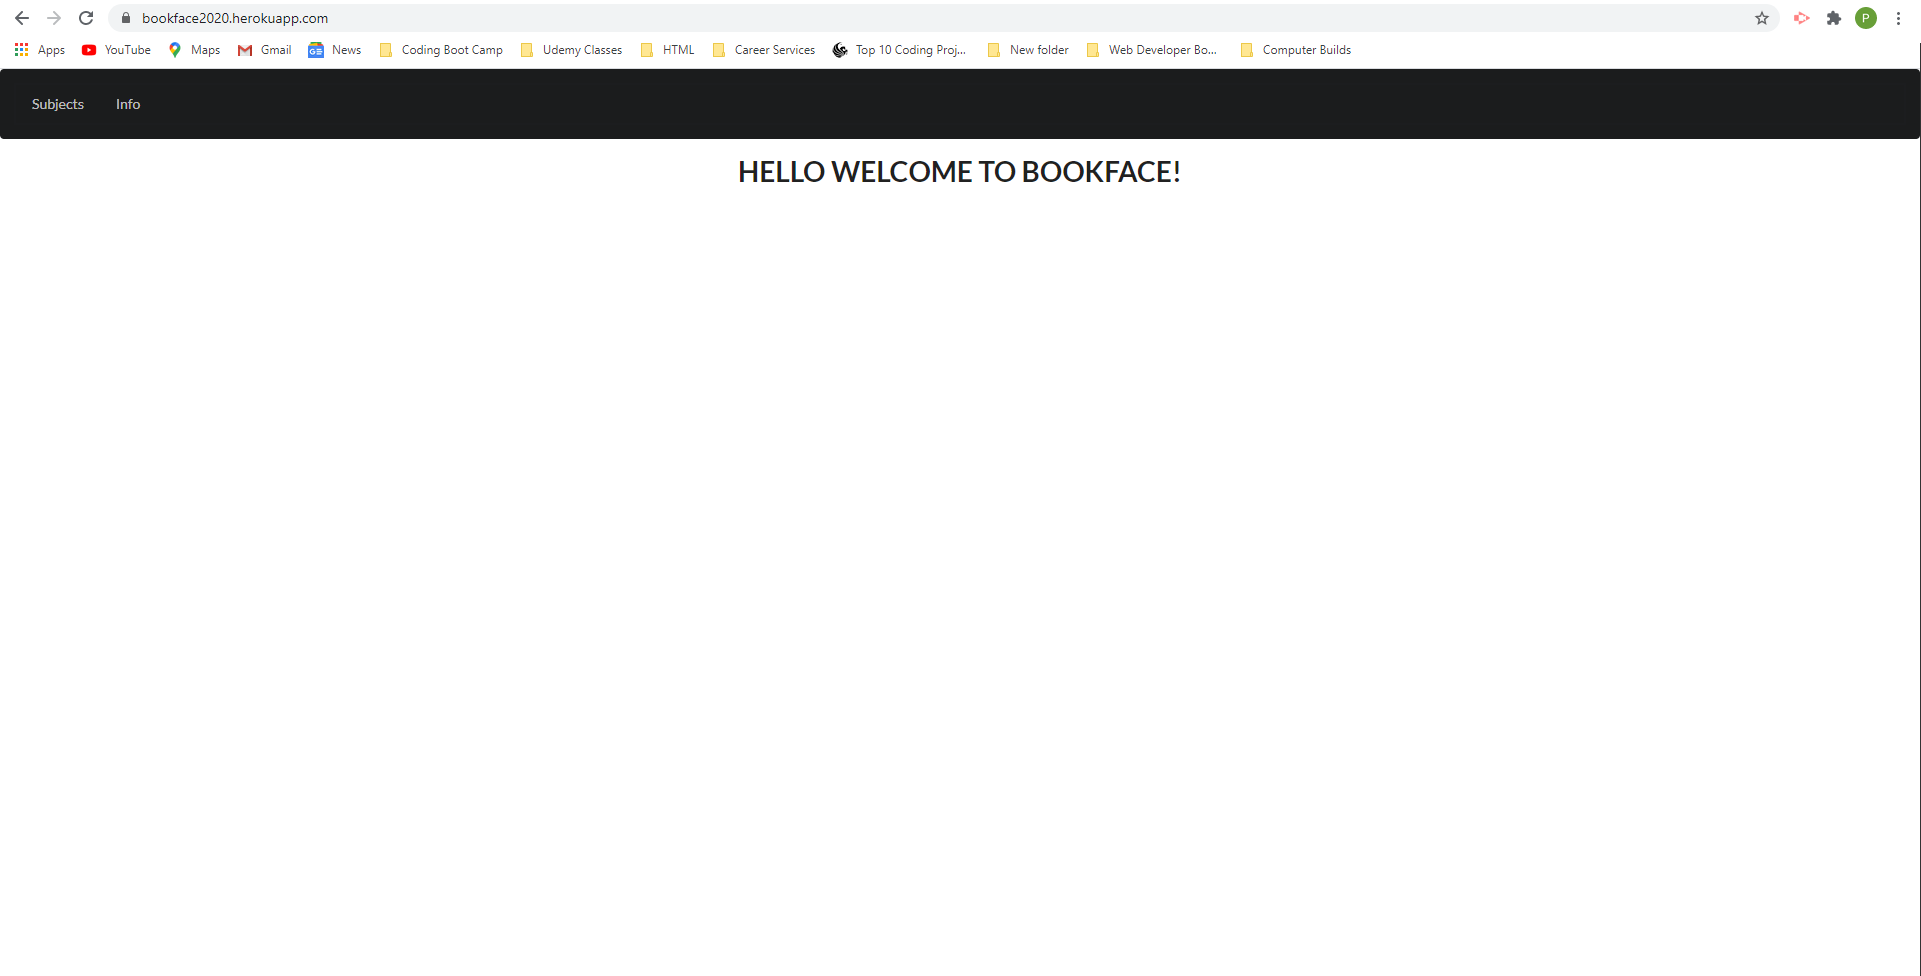 bookface2020.herokuapp.com P
Apps YouTube Maps Gmail News Coding Boot Camp Udemy Classes HTML Career Services Top 10 Coding Proj... New folder Web Developer Bo... Computer Builds
Subjects Info
HELLO WELCOME TO BOOKFACE!